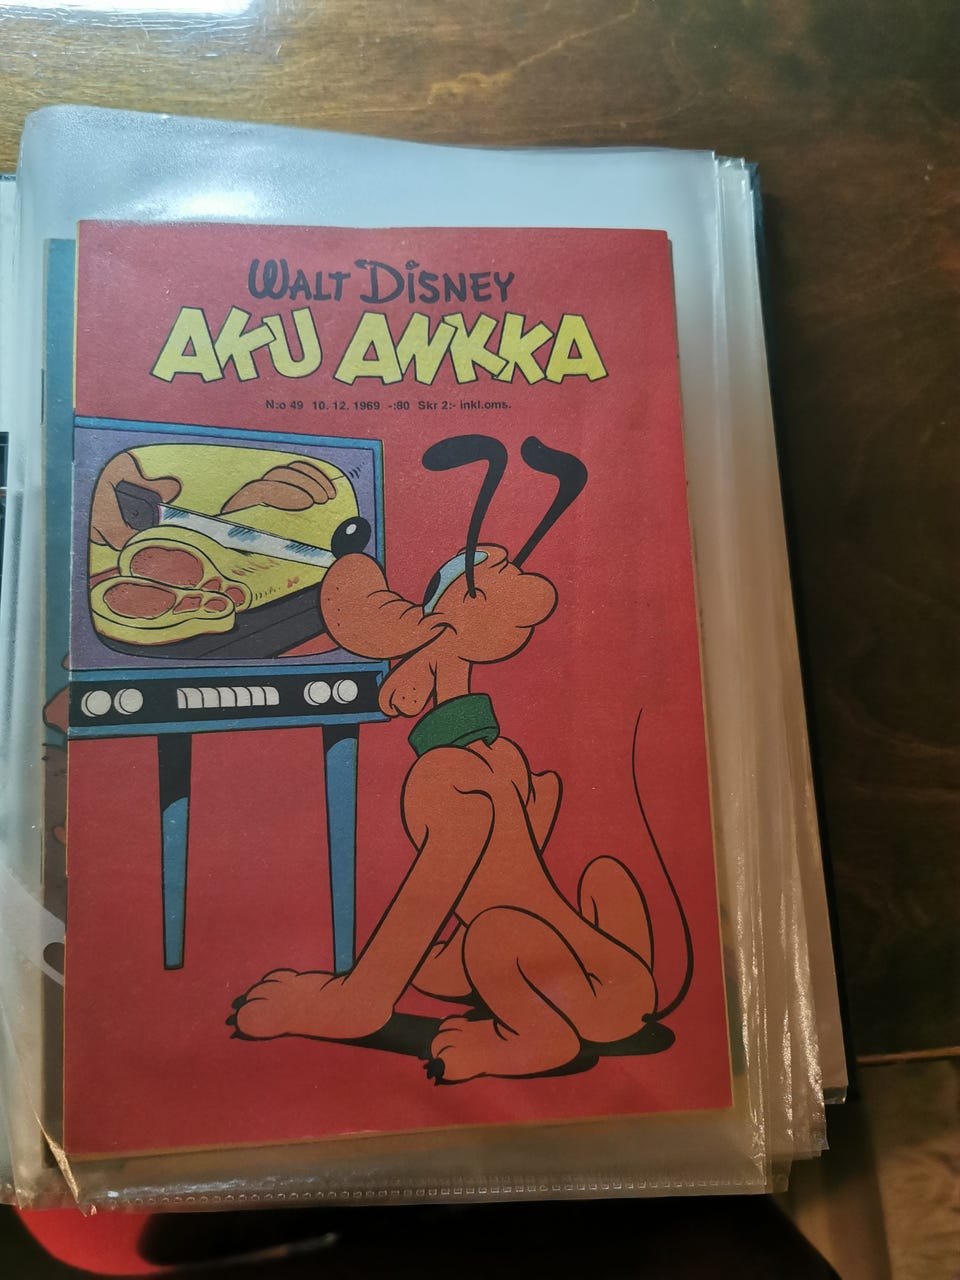 WALT DISNEY
AKU ANKKA
N:o 49 10. 12. 1969 -:80 Skr 2:- inkl.oms.